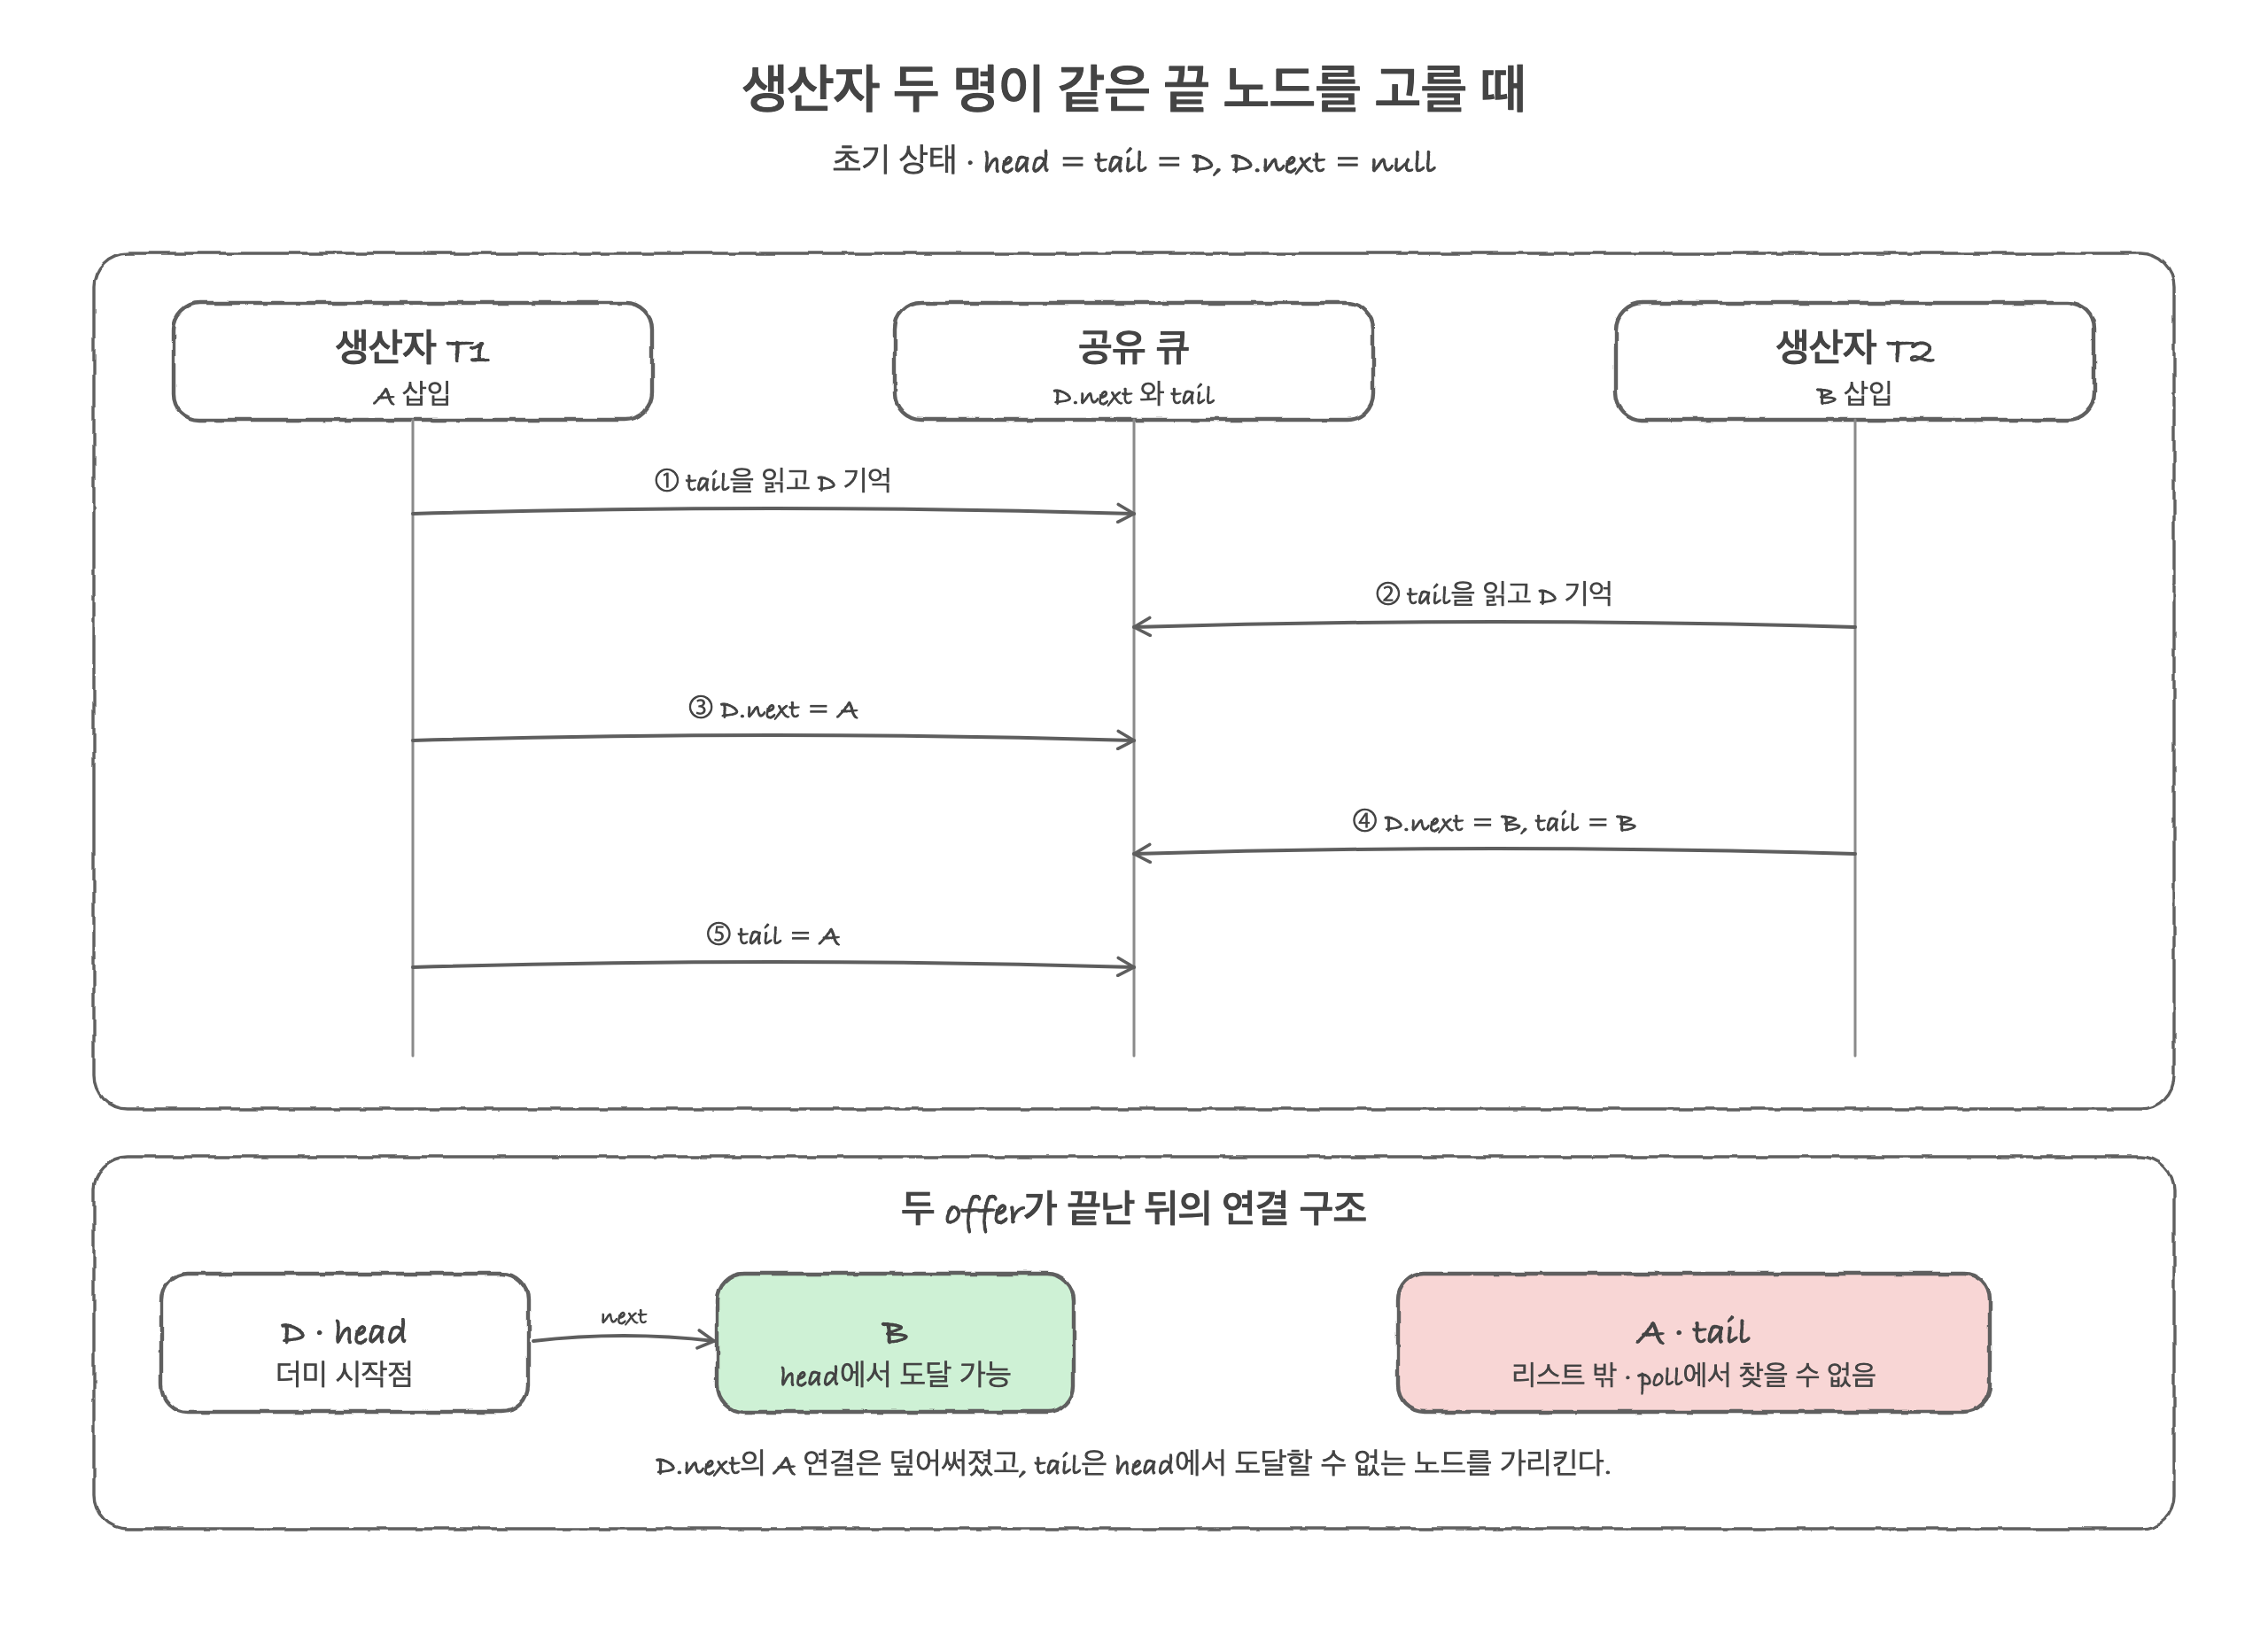 생산자 두 명이 같은 끝 노드를 고를 때
초기 상태 · head = tail = D, D.next = null
생산자 T1
A 삽입
공유 큐
D.next 와 tail
생산자 T2
B 삽입
① tail을 읽고 D 기억
② tail을 읽고 D 기억
③ D.next = A
④ D.next = B, tail = B
⑤ tail = A
두 offer가 끝난 뒤의 연결 구조
D · head
더미 시작점
next
B
head에서 도달 가능
A · tail
리스트 밖 · poll에서 찾을 수 없음
D.next의 A 연결은 덮어써졌고, tail은 head에서 도달할 수 없는 노드를 가리킨다.